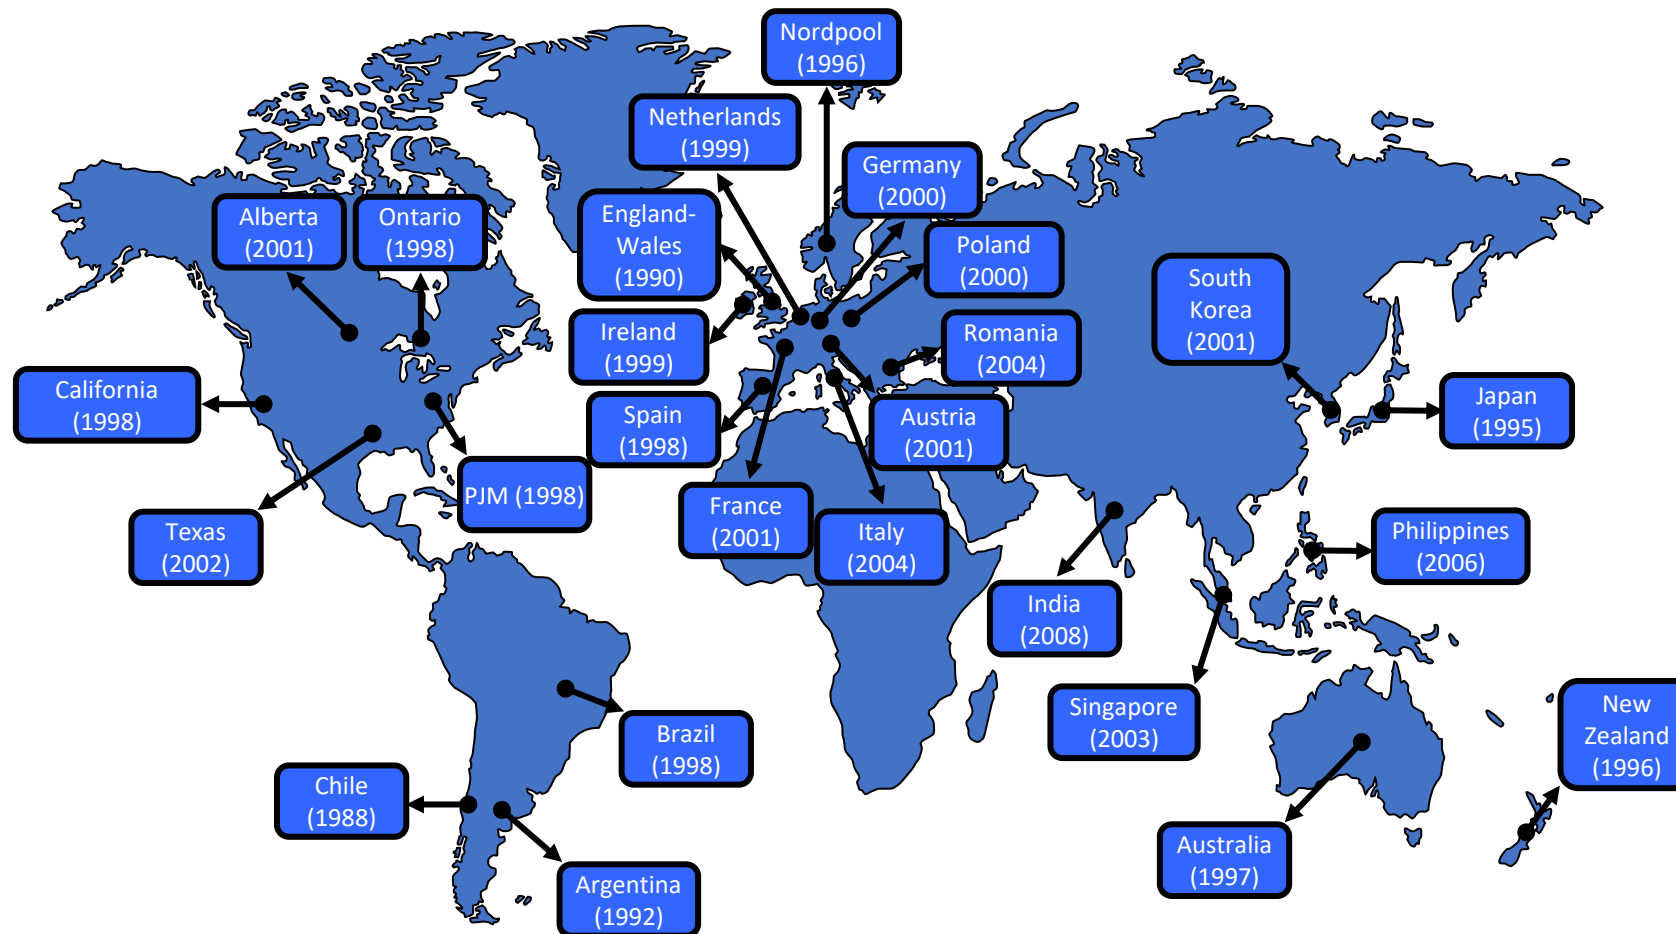 Nordpool
(1996)
Netherlands
(1999)
Germany
(2000)
Alberta
(2001)
Ontario
(1998)
England-
Wales
(1990)
Poland
(2000)
South
Korea
(2001)
Ireland
(1999)
Romania
(2004)
California
(1998)
Spain
(1998)
Austria
(2001)
Japan
(1995)
PJM (1998)
France
(2001)
Italy
(2004)
Texas
(2002)
Philippines
(2006)
India
(2008)
Singapore
(2003)
New
Zealand
(1996)
Brazil
(1998)
Chile
(1988)
Australia
(1997)
Argentina
(1992)